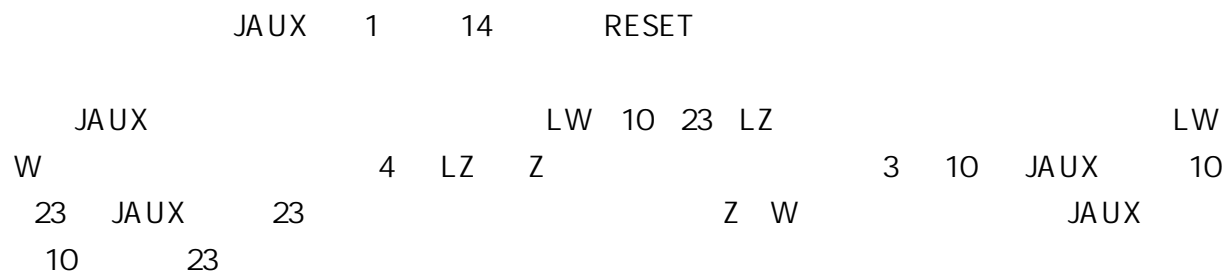 JAUX 1 14 RESET
JAUX LW 10 23 LZ LW
W 4 LZ Z 3 10 JAUX 10
23 JAUX 23 Z W JAUX
10 23